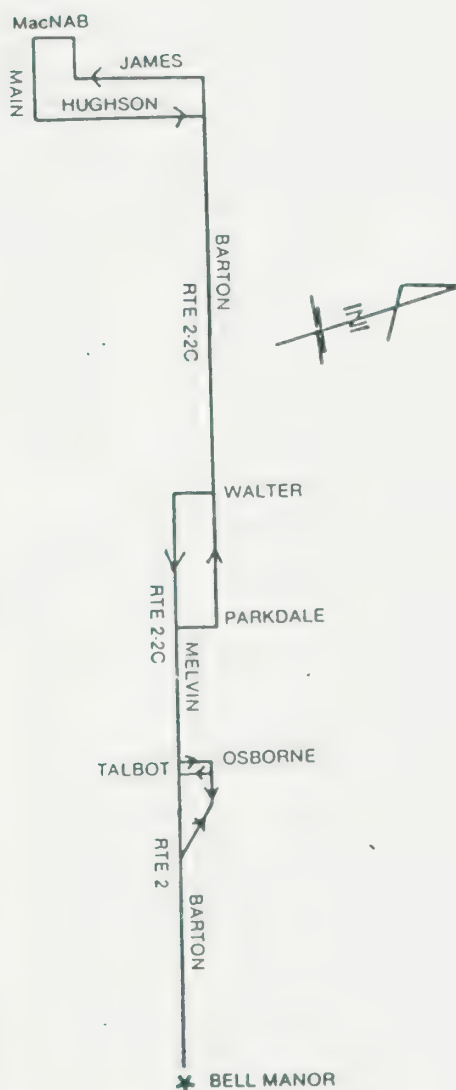 MacNAB
JAMES
MAIN
HUGHSON
BARTON
RTE 2-2C
WALTER
RTE 2-2C
PARKDALE
MELVIN
TALBOT
OSBORNE
RTE 2
BARTON
BELL MANOR